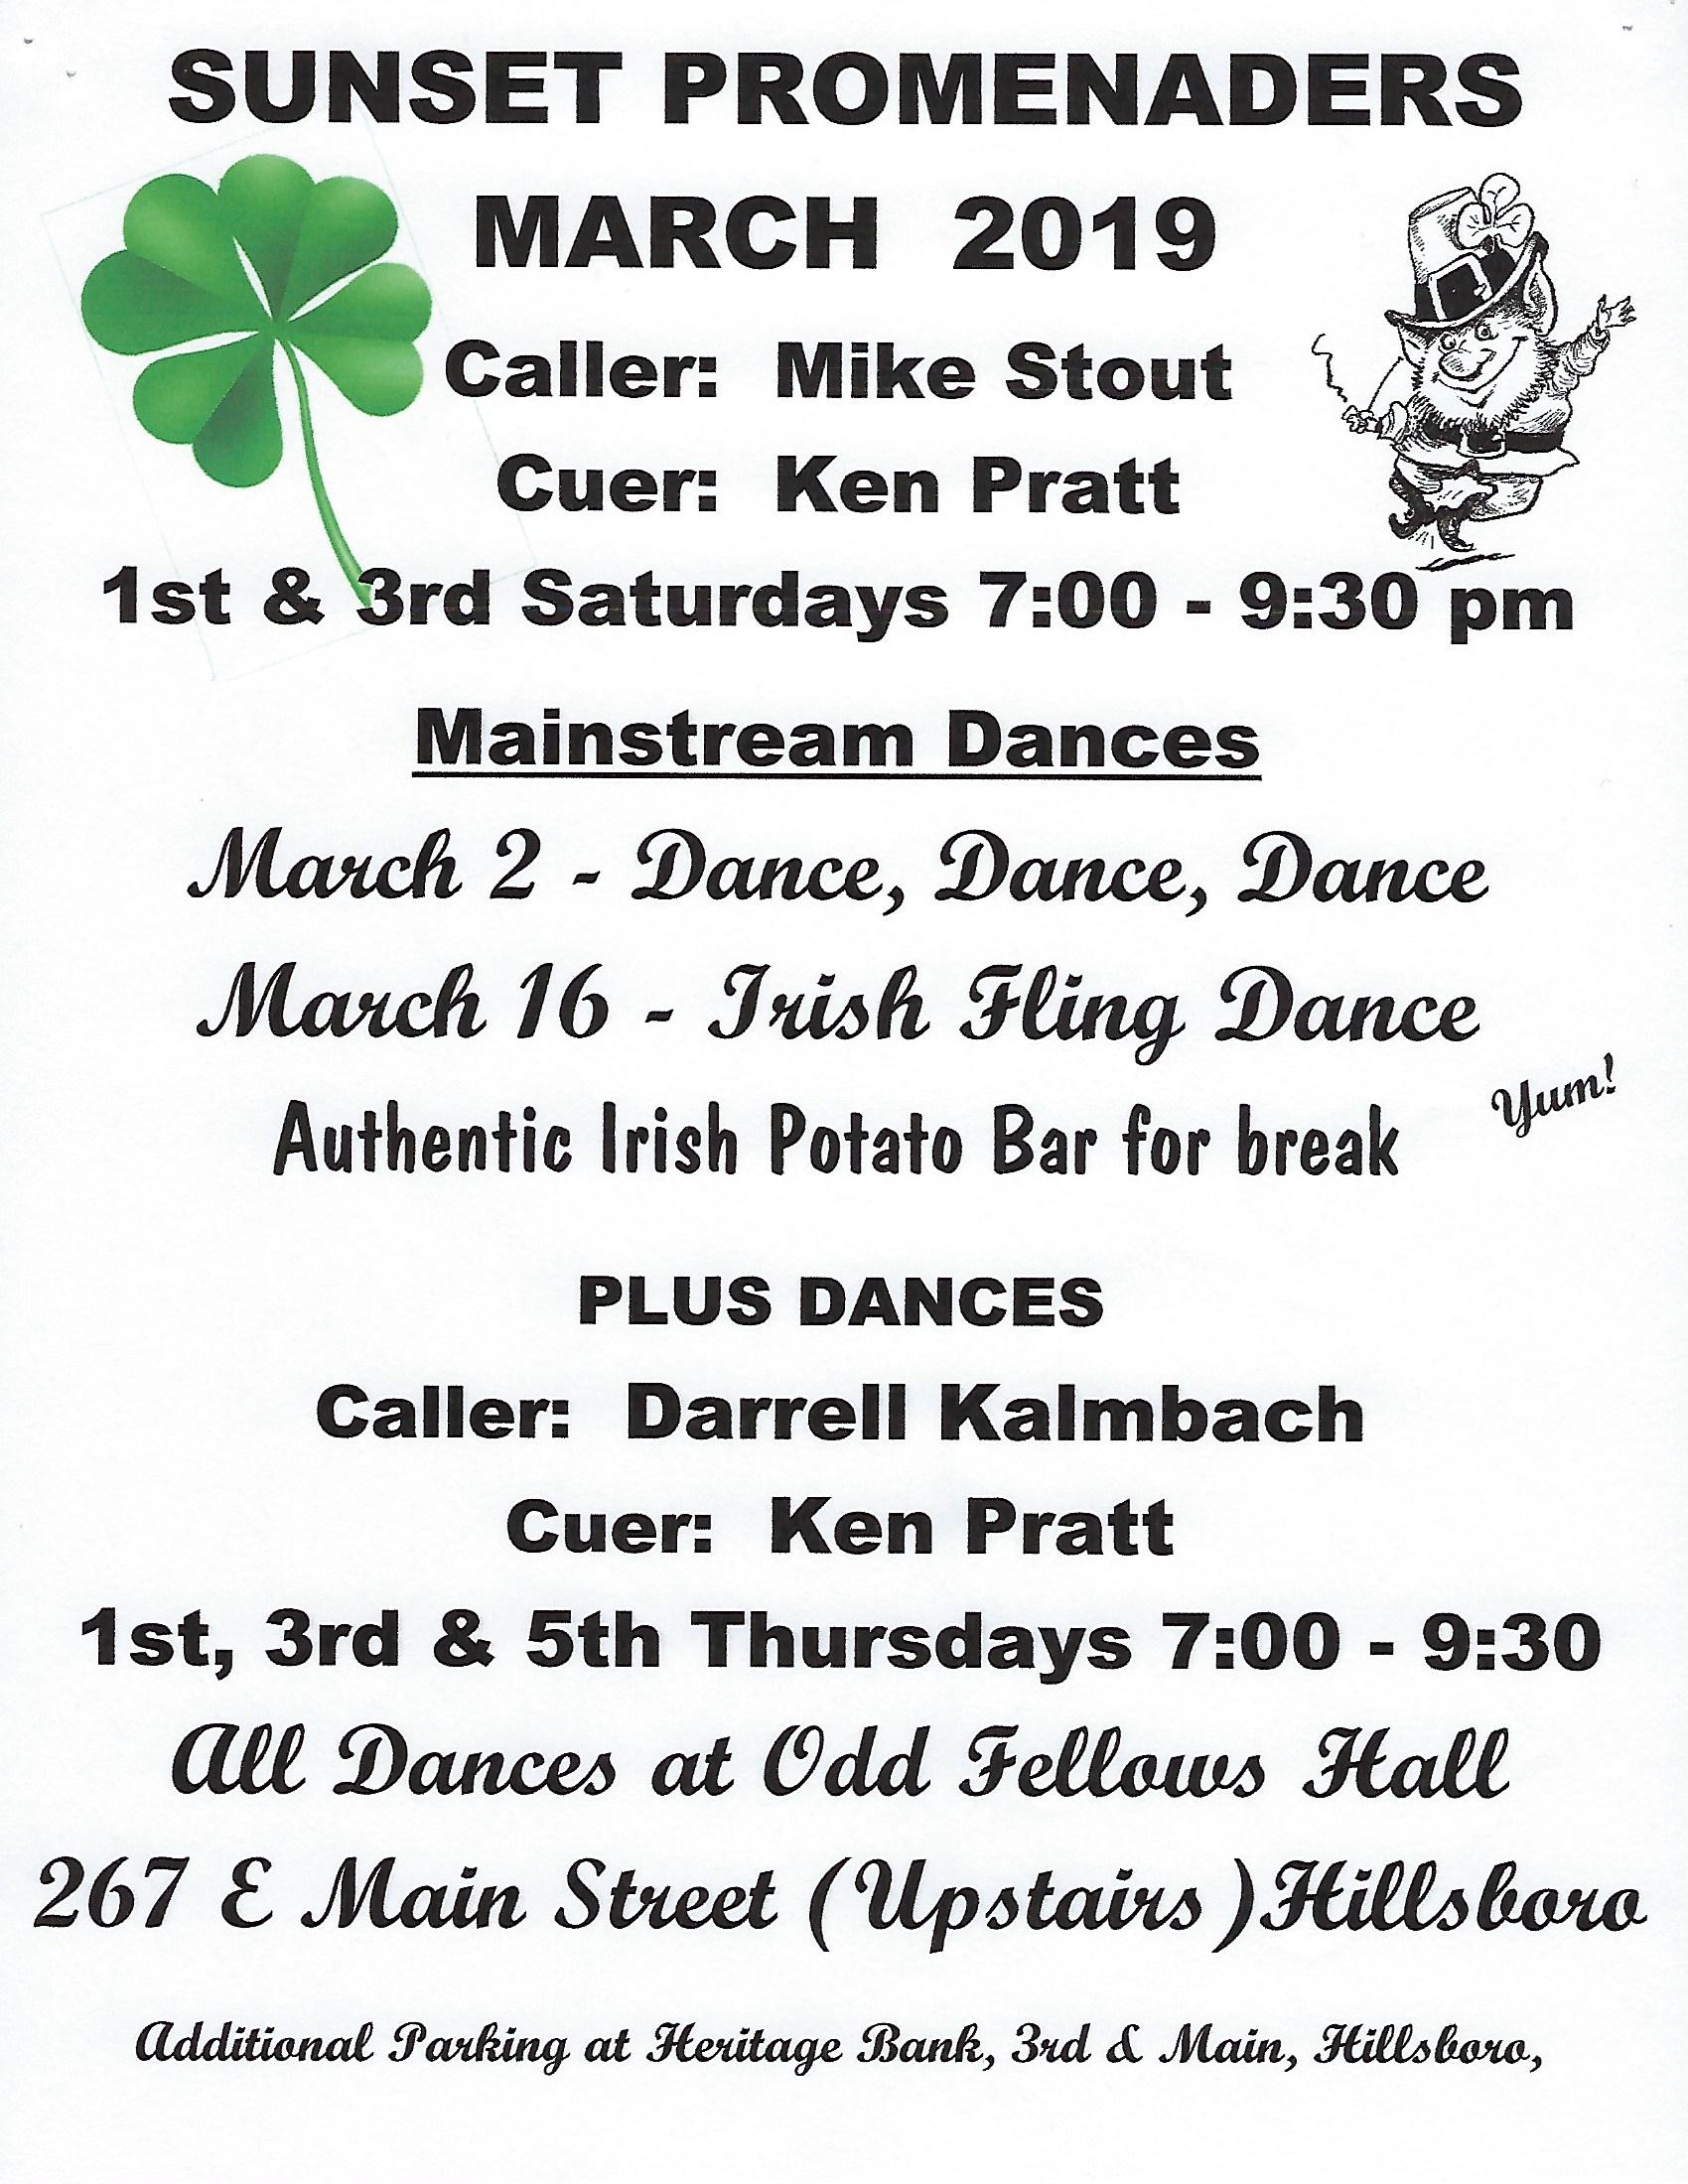 SUNSET PROMENADERS
MARCH 2019
Caller: Mike Stout
Cuer: Ken Pratt
1st & 3rd Saturdays 7:00 - 9:30 pm
Mainstream Dances
March 2 - Dance, Dance, Dance
March 16 - Irish Fling Dance
Yum!
Authentic Irish Potato Bar for break
PLUS DANCES
Caller: Darrell Kalmbach
Cuer: Ken Pratt
1st, 3rd & 5th Thursdays 7:00 - 9:30
All Dances at Odd Fellows Hall
267 E Main Street (Upstairs )Hillsboro
Additional Parking at Heritage Bank, 3rd & Main, Hillsboro,